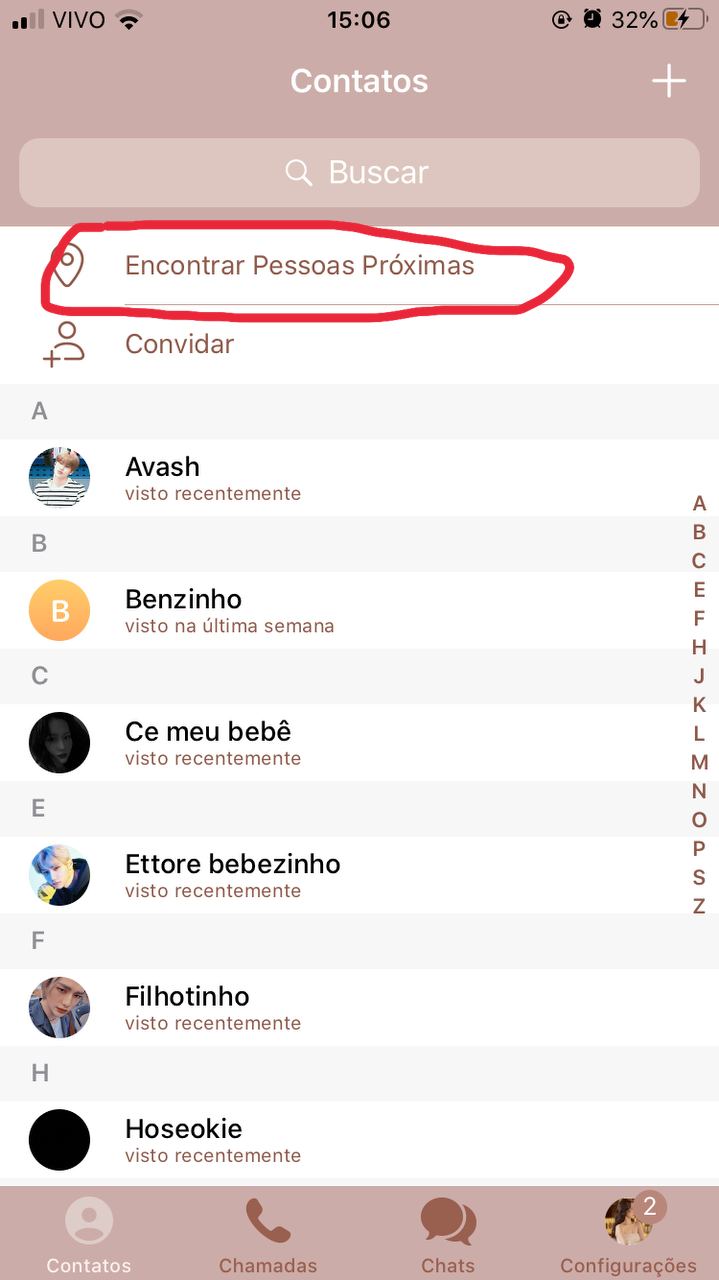 VIVO 15:06 32%
Contatos
Buscar
Encontrar Pessoas Próximas
Convidar
A
Avash
visto recentemente
B
B
Benzinho
visto na última semana
C
Ce meu bebê
visto recentemente
E
Ettore bebezinho
visto recentemente
F
Filhotinho
visto recentemente
H
Hoseokie
visto recentemente
A
B
C
E
F
H
J
K
L
M
N
O
P
S
Z
2
Contatos Chamadas Chats Configurações